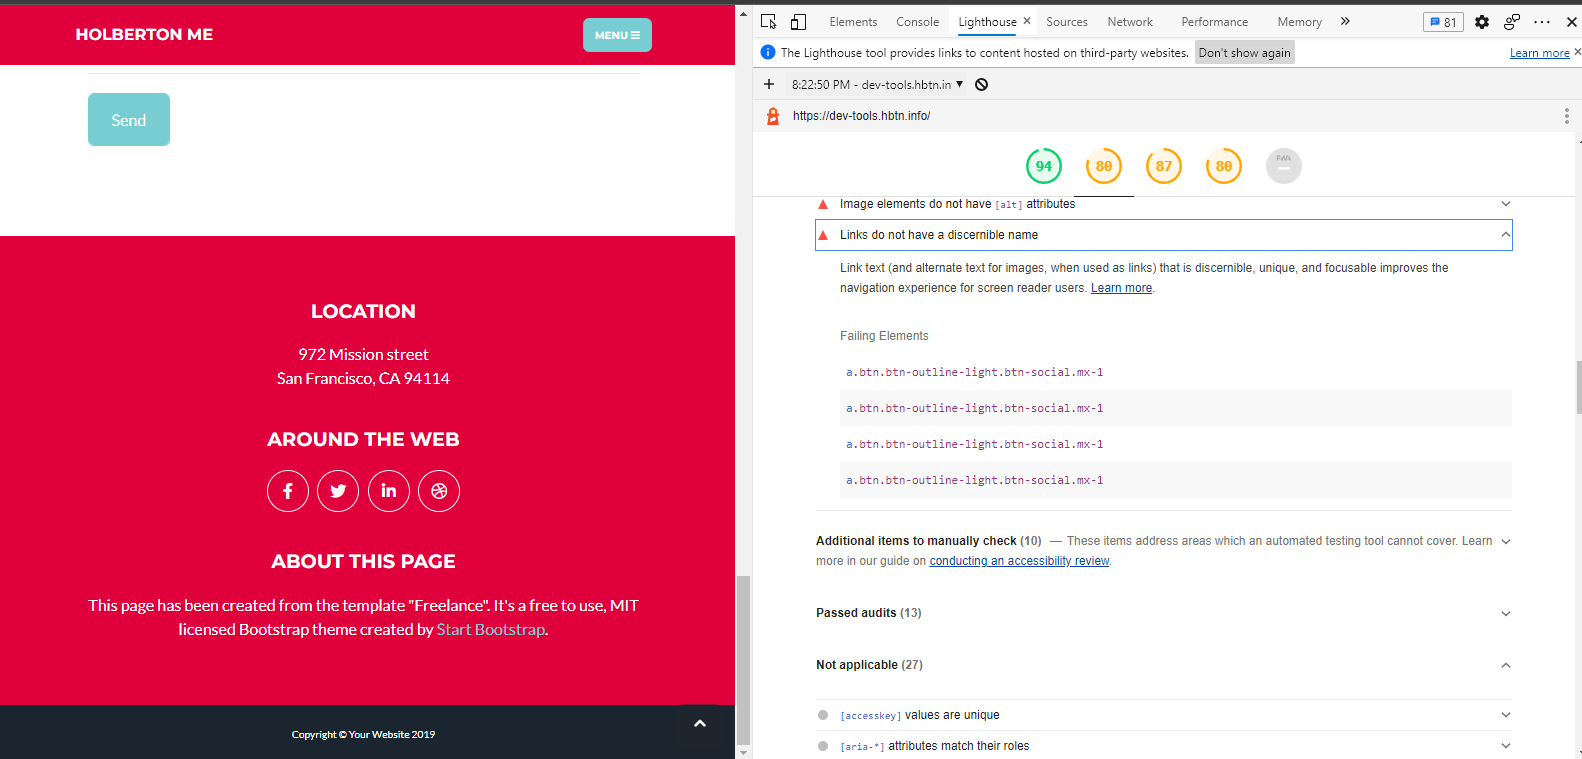 HOLBERTON ME
MENU
Send
LOCATION
972 Mission street
San Francisco, CA 94114
AROUND THE WEB
ABOUT THIS PAGE
This page has been created from the template "Freelance". It's a free to use, MIT
licensed Bootstrap theme created by Start Bootstrap.
Copyright © Your Website 2019
Elements Console Lighthouse Sources Network Performance Memory 81
The Lighthouse tool provides links to content hosted on third-party websites. Don't show again Learn more
8:22:50 PM - dev-tools.hbtn.in
https://dev-tools.hbtn.info/
94 80 87 80 PWA
Image elements do not have [alt] attributes
Links do not have a discernible name
Link text (and alternate text for images, when used as links) that is discernible, unique, and focusable improves the
navigation experience for screen reader users. Learn more.
Failing Elements
a.btn.btn-outline-light.btn-social.mx-1
a.btn.btn-outline-light.btn-social.mx-1
a.btn.btn-outline-light.btn-social.mx-1
a.btn.btn-outline-light.btn-social.mx-1
Additional items to manually check (10) — These items address areas which an automated testing tool cannot cover. Learn
more in our guide on conducting an accessibility review.
Passed audits (13)
Not applicable (27)
[accesskey] values are unique
[aria-*] attributes match their roles